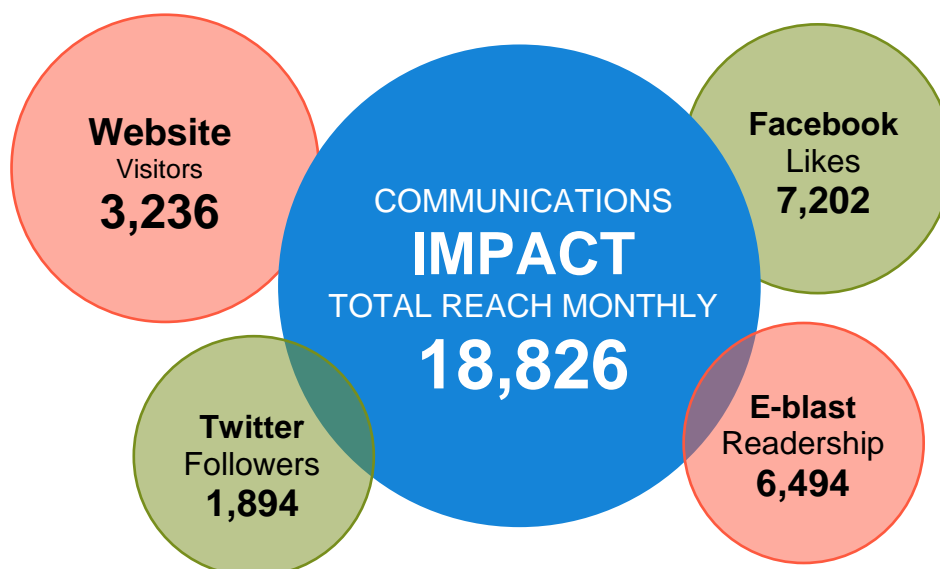 Website
Visitors
3,236
Facebook
Likes
7,202
COMMUNICATIONS
IMPACT
TOTAL REACH MONTHLY
18,826
Twitter
Followers
1,894
E-blast
Readership
6,494